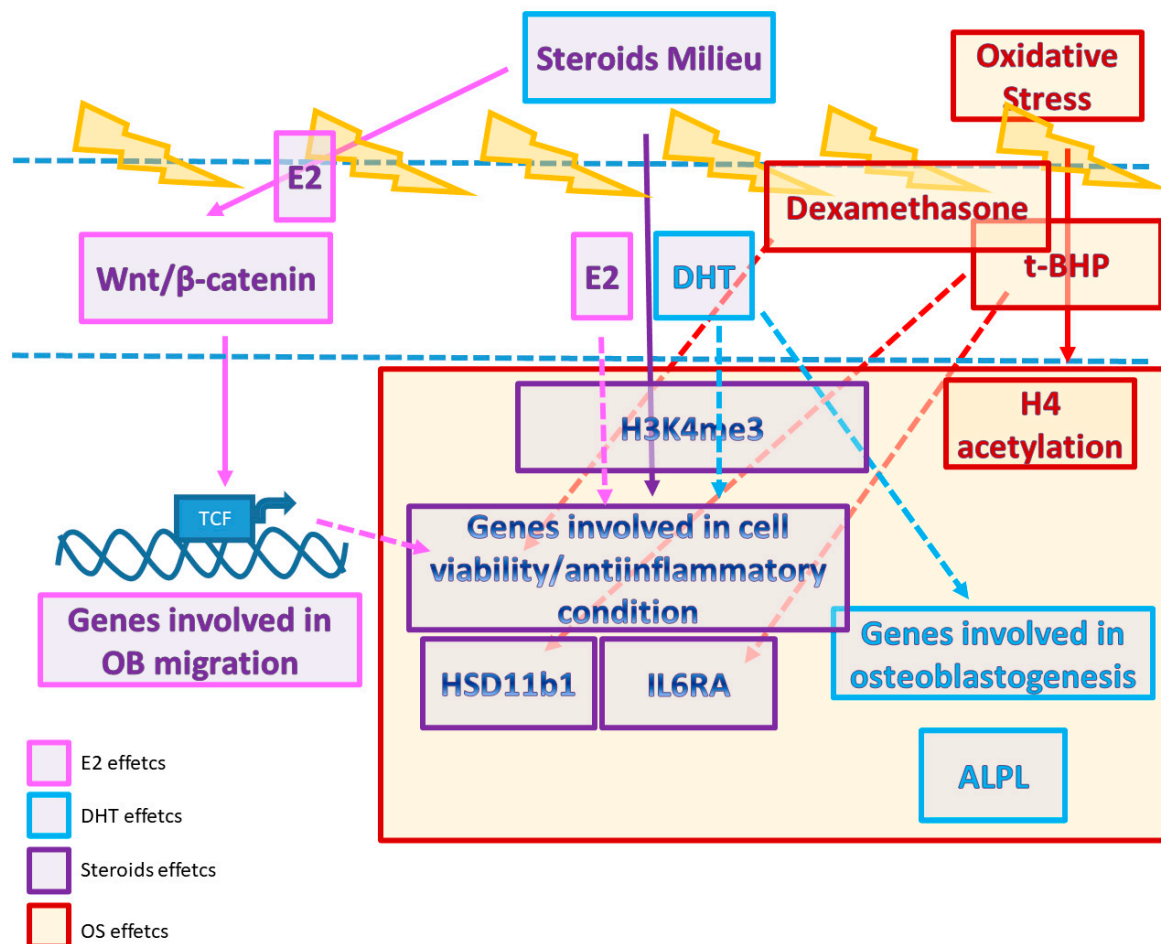 Steroids Milieu
Oxidative
Stress
E2
Dexamethasone
Wnt/β-catenin
E2
DHT
t-BHP
H3K4me3
H4
acetylation
TCF
Genes involved in cell
viability/antiinflammatory
condition
Genes involved in
OB migration
Genes involved in
osteoblastogenesis
HSD11b1
IL6RA
ALPL
E2 effetcs
DHT effetcs
Steroids effetcs
OS effetcs